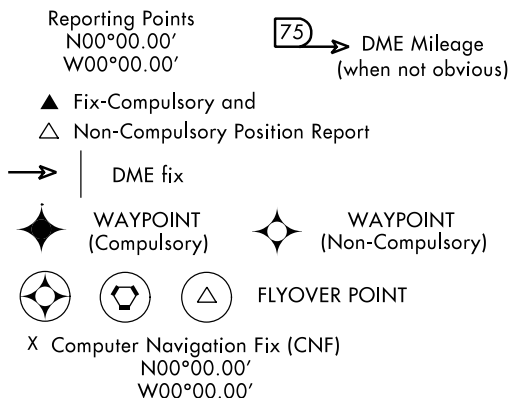 Reporting Points
N00°00.00'
W00°00.00'
75
DME Mileage
(when not obvious)
Fix-Compulsory and
Non-Compulsory Position Report
DME fix
WAYPOINT
(Compulsory)
WAYPOINT
(Non-Compulsory)
FLYOVER POINT
X Computer Navigation Fix (CNF)
N00°00.00'
W00°00.00'